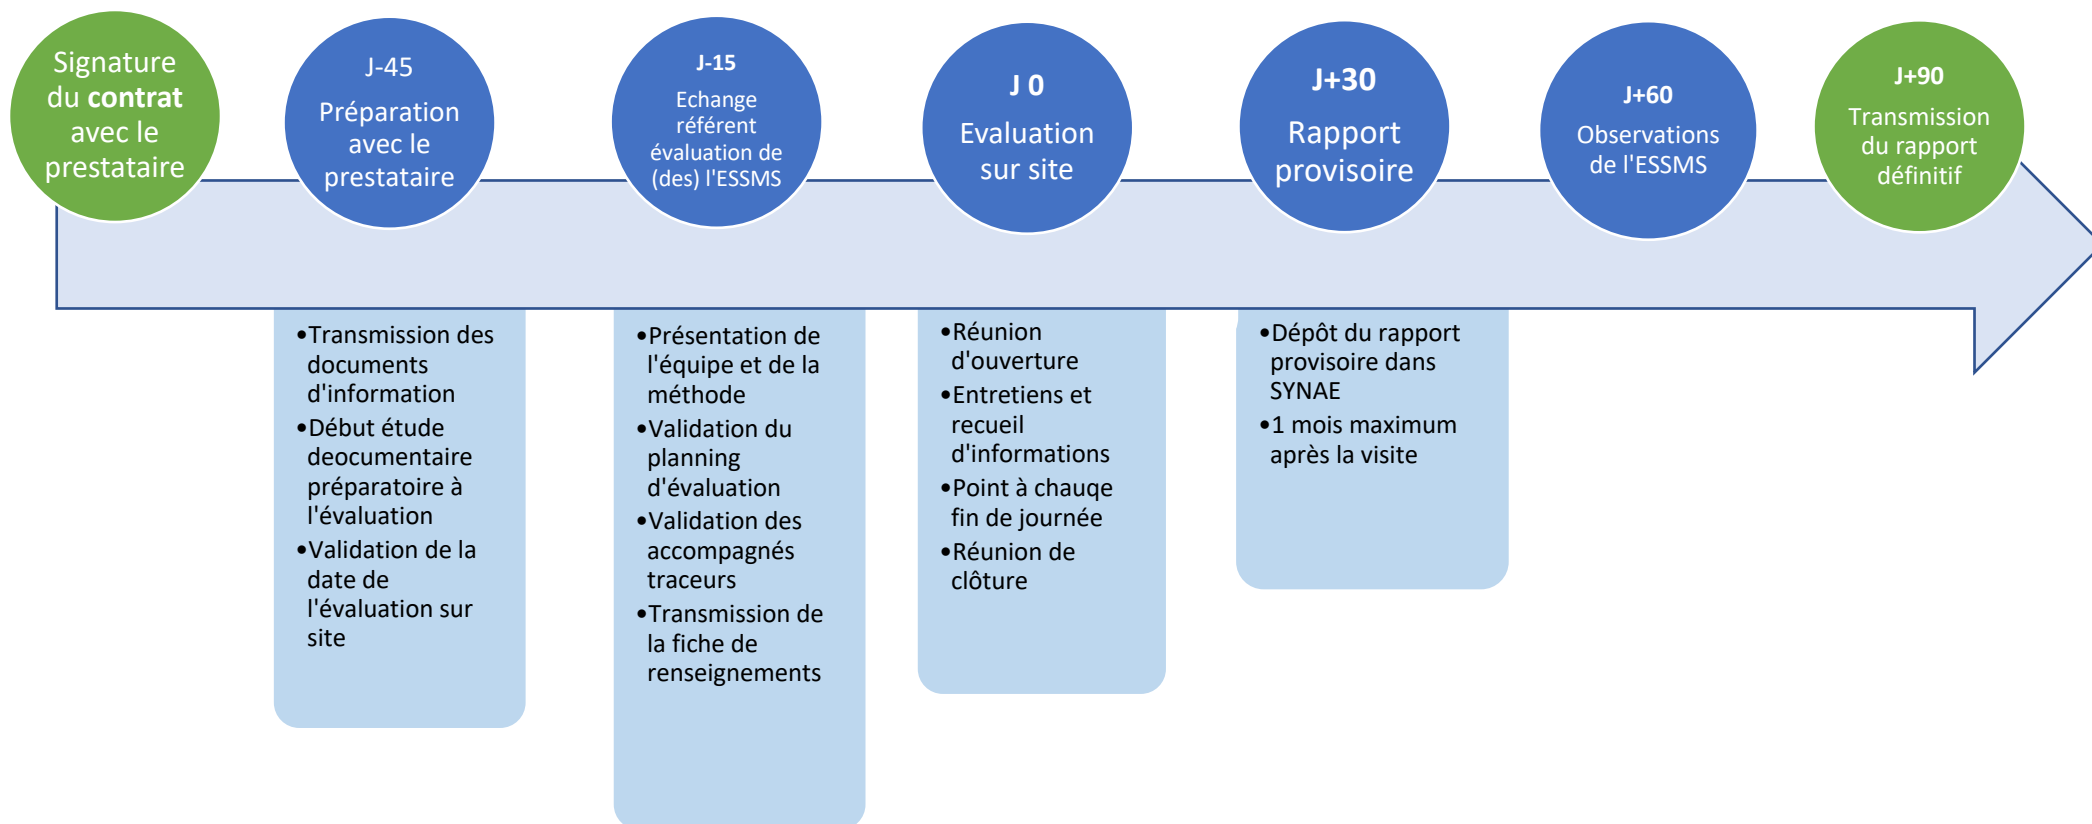 Signature
du contrat
avec le
prestataire
J-45
Préparation
avec le
prestataire
J-15
Echange
référent
évaluation de
(des) l'ESSMS
J 0
Evaluation
sur site
J+30
Rapport
provisoire
J+60
Observations
de l'ESSMS
J+90
Transmission
du rapport
définitif
•Transmission des
documents
d'information
•Début étude
deocumentaire
préparatoire à
l'évaluation
•Validation de la
date de
l'évaluation sur
site
•Présentation de
l'équipe et de la
méthode
•Validation du
planning
d'évaluation
•Validation des
accompagnés
traceurs
•Transmission de
la fiche de
renseignements
•Réunion
d'ouverture
•Entretiens et
recueil
d'informations
•Point à chauqe
fin de journée
•Réunion de
clôture
•Dépôt du rapport
provisoire dans
SYNAE
•1 mois maximum
après la visite